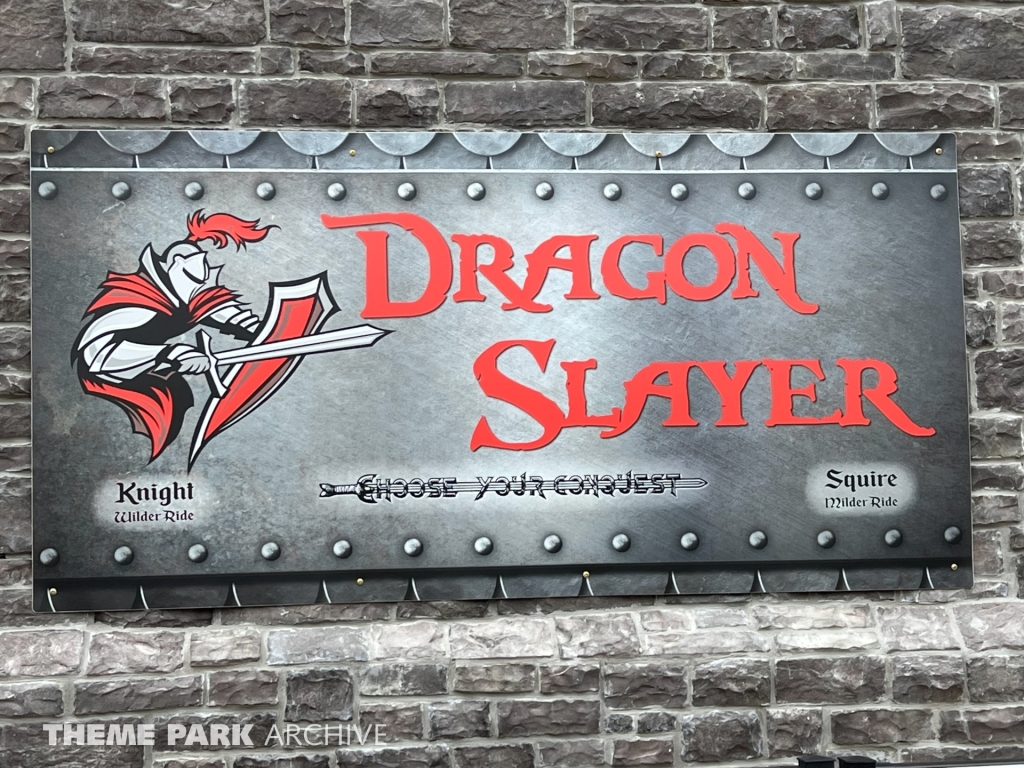 DRAGON
SLAYER
CHOOSE YOUR CONQUEST
Knight
Wilder Ride
Squire
Milder Ride
THEME PARK ARCHIVE